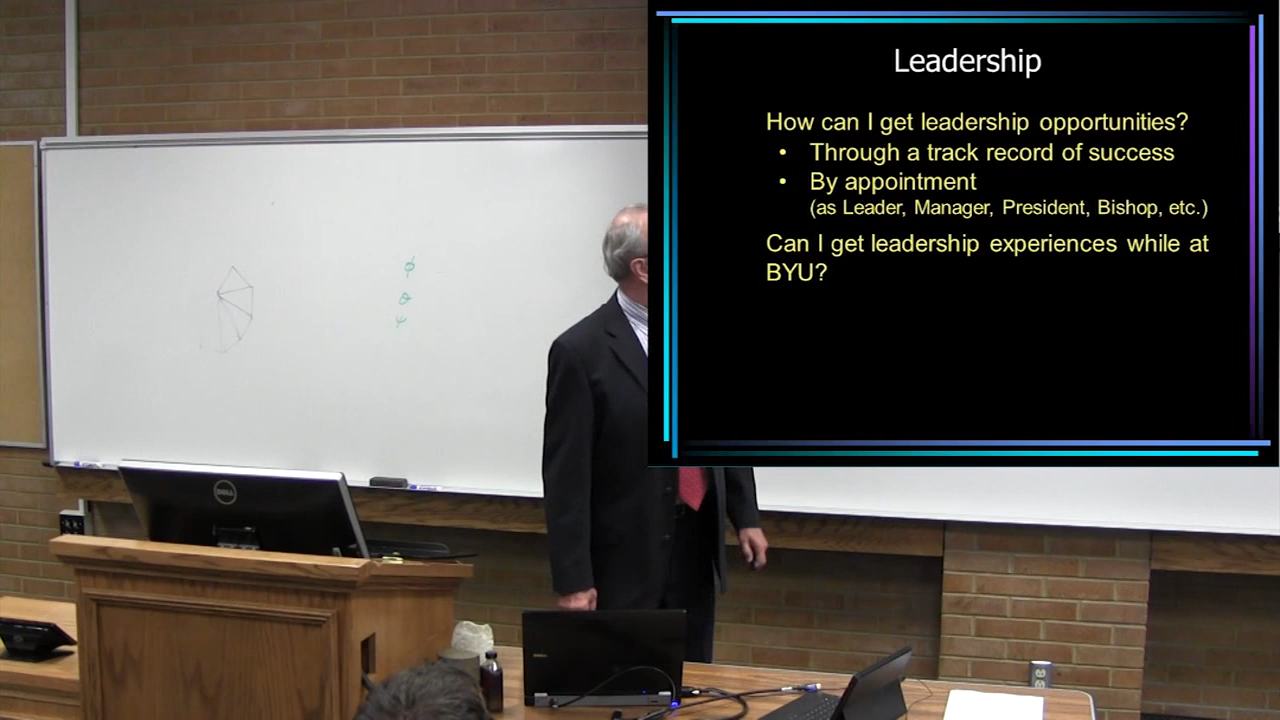 Leadership
How can I get leadership opportunities?
• Through a track record of success
• By appointment
(as Leader, Manager, President, Bishop, etc.)
Can I get leadership experiences while at
BYU?
ϕ
θ
ψ
DELL